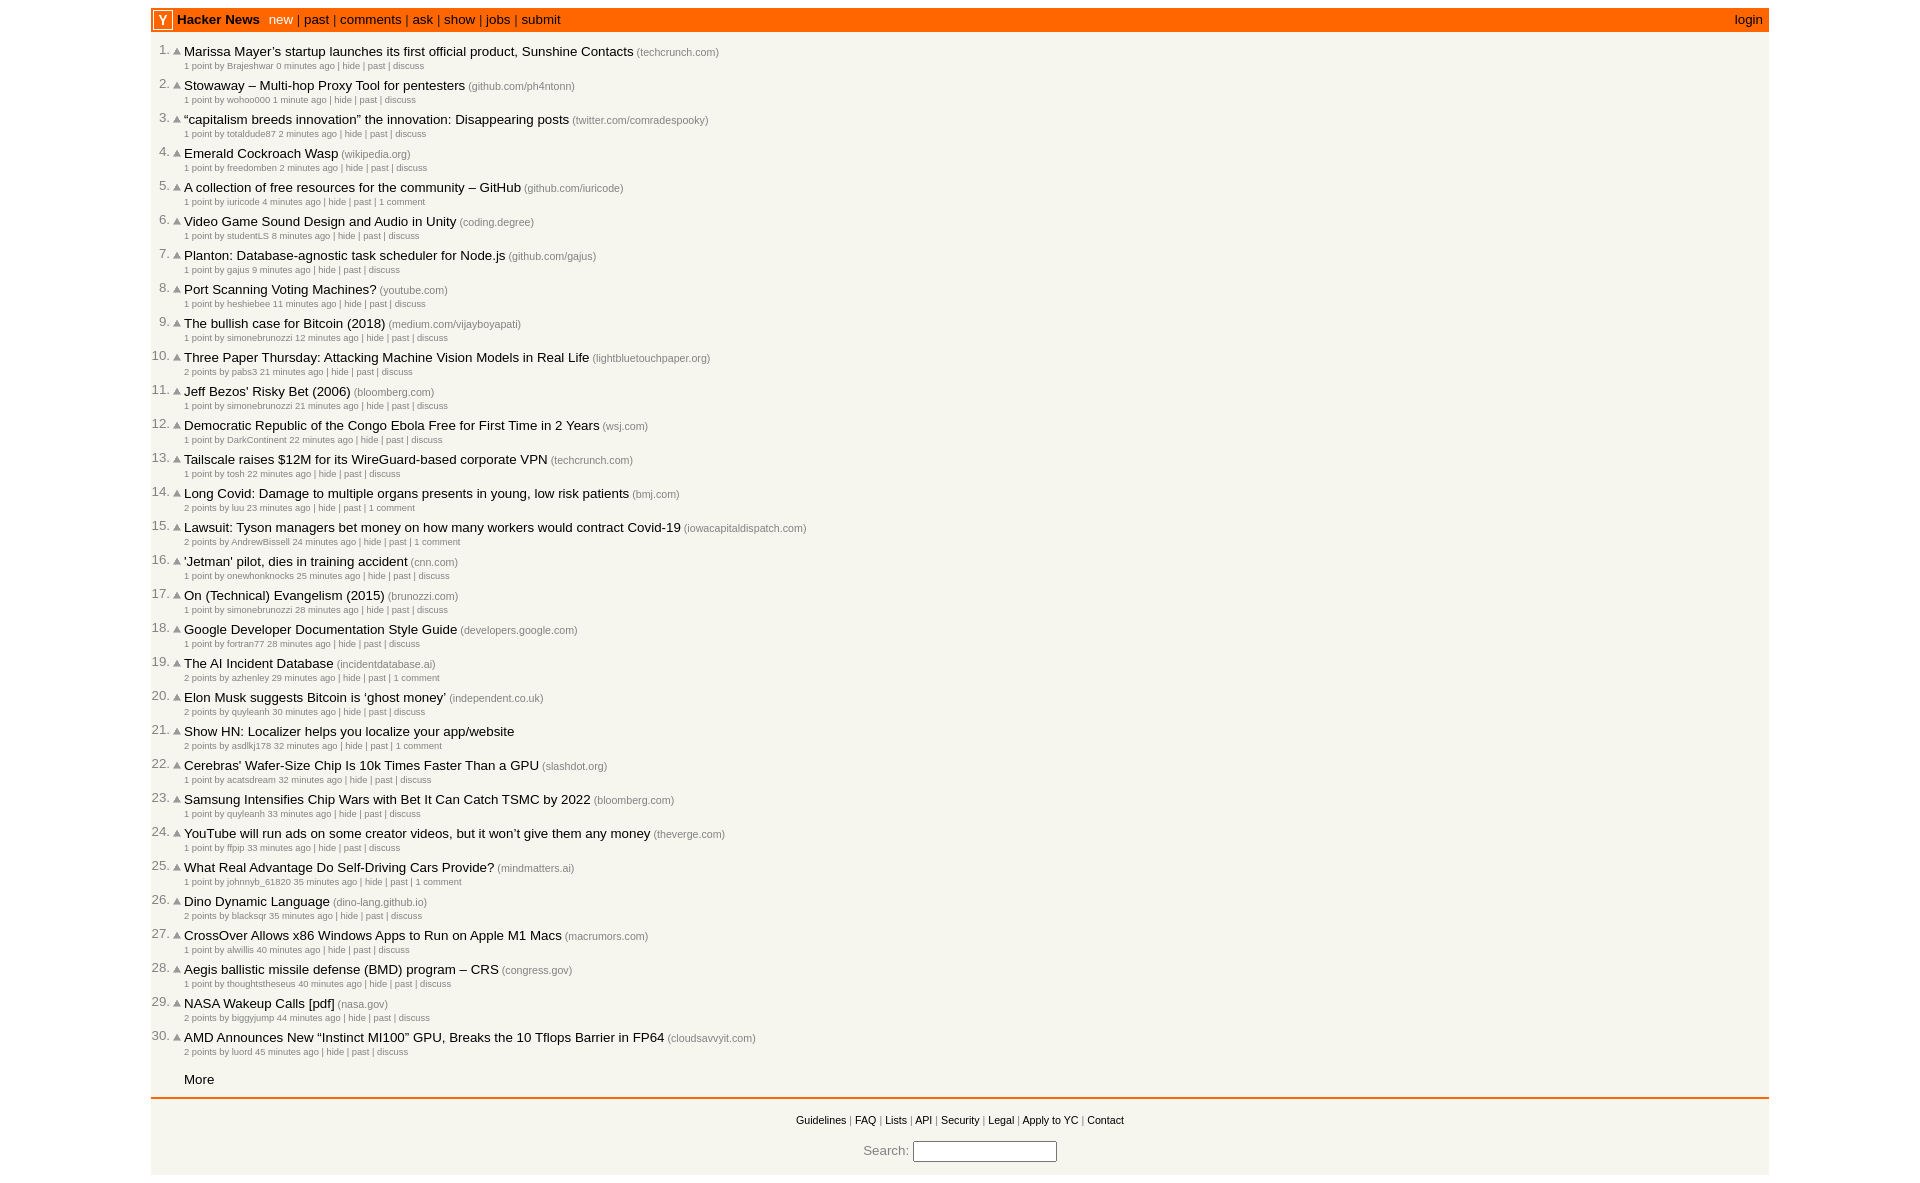 Y Hacker News new | past | comments | ask | show | jobs | submit login
1. Marissa Mayer’s startup launches its first official product, Sunshine Contacts (techcrunch.com)
1 point by Brajeshwar 0 minutes ago | hide | past | discuss
2. Stowaway – Multi-hop Proxy Tool for pentesters (github.com/ph4ntonn)
1 point by wohoo000 1 minute ago | hide | past | discuss
3. “capitalism breeds innovation” the innovation: Disappearing posts (twitter.com/comradespooky)
1 point by totaldude87 2 minutes ago | hide | past | discuss
4. Emerald Cockroach Wasp (wikipedia.org)
1 point by freedomben 2 minutes ago | hide | past | discuss
5. A collection of free resources for the community – GitHub (github.com/iuricode)
1 point by iuricode 4 minutes ago | hide | past | 1 comment
6. Video Game Sound Design and Audio in Unity (coding.degree)
1 point by studentLS 8 minutes ago | hide | past | discuss
7. Planton: Database-agnostic task scheduler for Node.js (github.com/gajus)
1 point by gajus 9 minutes ago | hide | past | discuss
8. Port Scanning Voting Machines? (youtube.com)
1 point by heshiebee 11 minutes ago | hide | past | discuss
9. The bullish case for Bitcoin (2018) (medium.com/vijayboyapati)
1 point by simonebrunozzi 12 minutes ago | hide | past | discuss
10. Three Paper Thursday: Attacking Machine Vision Models in Real Life (lightbluetouchpaper.org)
2 points by pabs3 21 minutes ago | hide | past | discuss
11. Jeff Bezos' Risky Bet (2006) (bloomberg.com)
1 point by simonebrunozzi 21 minutes ago | hide | past | discuss
12. Democratic Republic of the Congo Ebola Free for First Time in 2 Years (wsj.com)
1 point by DarkContinent 22 minutes ago | hide | past | discuss
13. Tailscale raises $12M for its WireGuard-based corporate VPN (techcrunch.com)
1 point by tosh 22 minutes ago | hide | past | discuss
14. Long Covid: Damage to multiple organs presents in young, low risk patients (bmj.com)
2 points by luu 23 minutes ago | hide | past | 1 comment
15. Lawsuit: Tyson managers bet money on how many workers would contract Covid-19 (iowacapitaldispatch.com)
2 points by AndrewBissell 24 minutes ago | hide | past | 1 comment
16. 'Jetman' pilot, dies in training accident (cnn.com)
1 point by onewhonknocks 25 minutes ago | hide | past | discuss
17. On (Technical) Evangelism (2015) (brunozzi.com)
1 point by simonebrunozzi 28 minutes ago | hide | past | discuss
18. Google Developer Documentation Style Guide (developers.google.com)
1 point by fortran77 28 minutes ago | hide | past | discuss
19. The AI Incident Database (incidentdatabase.ai)
2 points by azhenley 29 minutes ago | hide | past | 1 comment
20. Elon Musk suggests Bitcoin is ‘ghost money’ (independent.co.uk)
2 points by quyleanh 30 minutes ago | hide | past | discuss
21. Show HN: Localizer helps you localize your app/website
2 points by asdlkj178 32 minutes ago | hide | past | 1 comment
22. Cerebras' Wafer-Size Chip Is 10k Times Faster Than a GPU (slashdot.org)
1 point by acatsdream 32 minutes ago | hide | past | discuss
23. Samsung Intensifies Chip Wars with Bet It Can Catch TSMC by 2022 (bloomberg.com)
1 point by quyleanh 33 minutes ago | hide | past | discuss
24. YouTube will run ads on some creator videos, but it won’t give them any money (theverge.com)
1 point by ffpip 33 minutes ago | hide | past | discuss
25. What Real Advantage Do Self-Driving Cars Provide? (mindmatters.ai)
1 point by johnnyb_61820 35 minutes ago | hide | past | 1 comment
26. Dino Dynamic Language (dino-lang.github.io)
2 points by blacksqr 35 minutes ago | hide | past | discuss
27. CrossOver Allows x86 Windows Apps to Run on Apple M1 Macs (macrumors.com)
1 point by alwillis 40 minutes ago | hide | past | discuss
28. Aegis ballistic missile defense (BMD) program – CRS (congress.gov)
1 point by thoughtstheseus 40 minutes ago | hide | past | discuss
29. NASA Wakeup Calls [pdf] (nasa.gov)
2 points by biggyjump 44 minutes ago | hide | past | discuss
30. AMD Announces New “Instinct MI100” GPU, Breaks the 10 Tflops Barrier in FP64 (cloudsavvyit.com)
2 points by luord 45 minutes ago | hide | past | discuss
More
Guidelines | FAQ | Lists | API | Security | Legal | Apply to YC | Contact
Search: